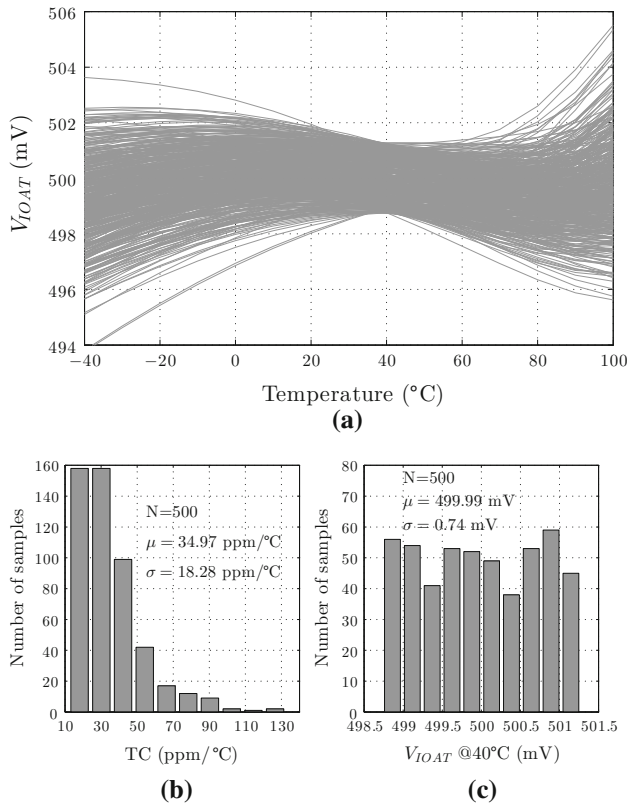 506
504
502
500
498
496
494
V_{IOAT} (mV)
−40 −20 0 20 40 60 80 100
Temperature (°C)
(a)
160
140
120
100
80
60
40
20
0
Number of samples
N=500
μ = 34.97 ppm/°C
σ = 18.28 ppm/°C
10 30 50 70 90 110 130
TC (ppm/°C)
(b)
80
70
60
50
40
30
20
10
0
Number of samples
N=500
μ = 499.99 mV
σ = 0.74 mV
498.5 499 499.5 500 500.5 501 501.5
V_{IOAT} @40°C (mV)
(c)